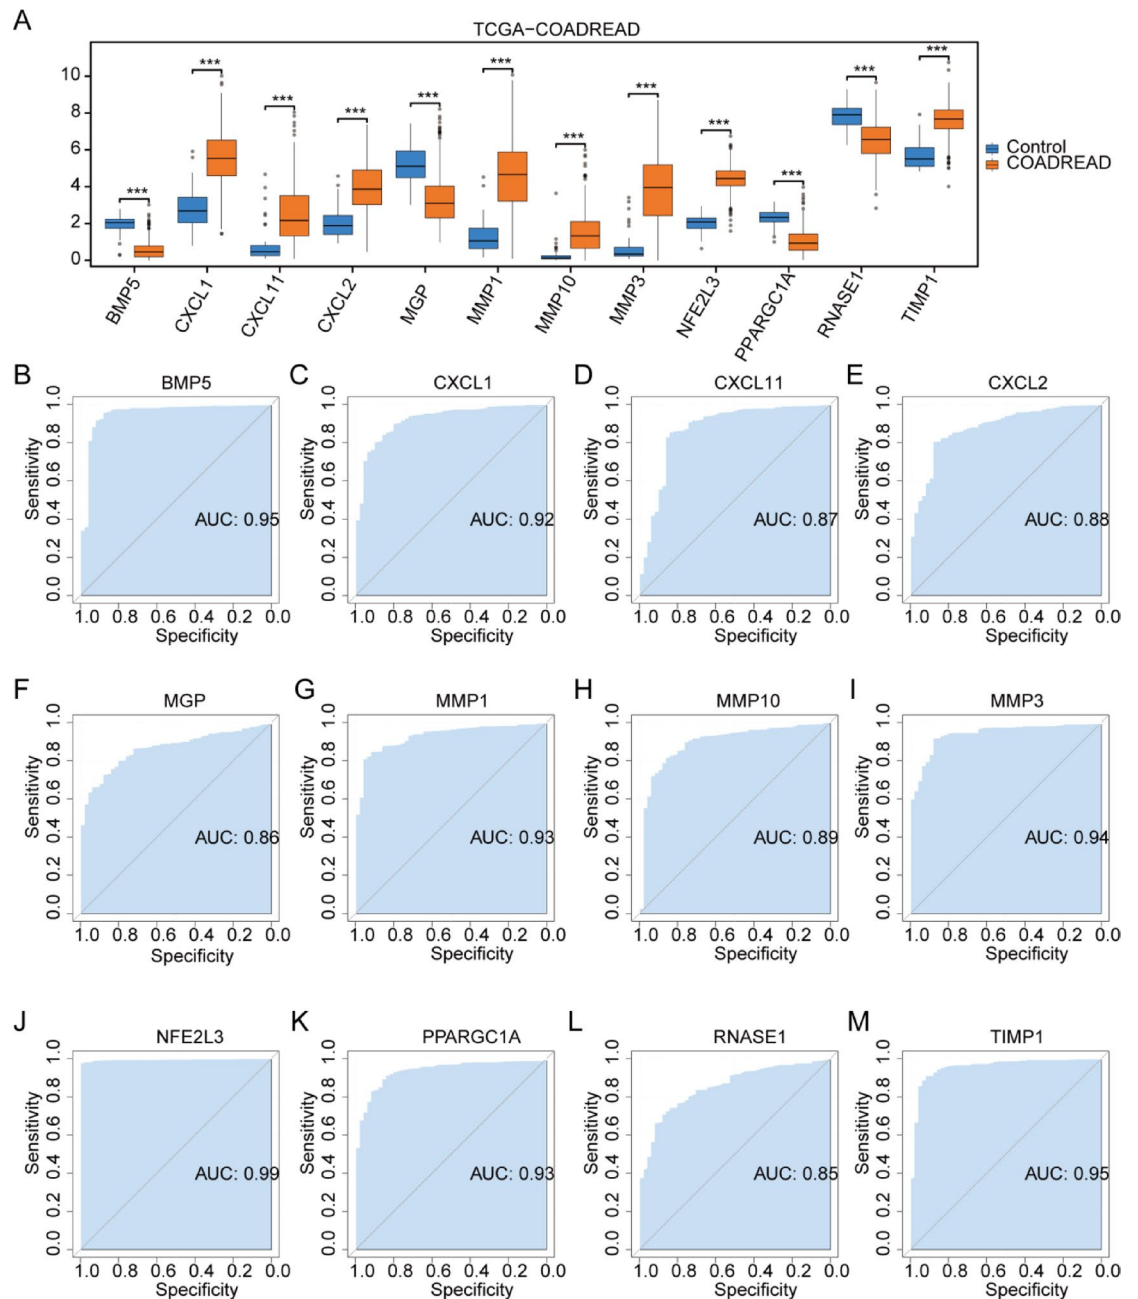 A
TCGA−COADREAD
*** *** *** *** *** *** *** *** *** *** *** ***
10
8
6
4
2
0
Control
COADREAD
BMP5 CXCL1 CXCL11 CXCL2 MGP MMP1 MMP10 MMP3 NFE2L3 PPARGC1A RNASE1 TIMP1
B BMP5
Sensitivity
0.0 0.2 0.4 0.6 0.8 1.0
AUC: 0.95
1.0 0.8 0.6 0.4 0.2 0.0
Specificity
C CXCL1
Sensitivity
0.0 0.2 0.4 0.6 0.8 1.0
AUC: 0.92
1.0 0.8 0.6 0.4 0.2 0.0
Specificity
D CXCL11
Sensitivity
0.0 0.2 0.4 0.6 0.8 1.0
AUC: 0.87
1.0 0.8 0.6 0.4 0.2 0.0
Specificity
E CXCL2
Sensitivity
0.0 0.2 0.4 0.6 0.8 1.0
AUC: 0.88
1.0 0.8 0.6 0.4 0.2 0.0
Specificity
F MGP
Sensitivity
0.0 0.2 0.4 0.6 0.8 1.0
AUC: 0.86
1.0 0.8 0.6 0.4 0.2 0.0
Specificity
G MMP1
Sensitivity
0.0 0.2 0.4 0.6 0.8 1.0
AUC: 0.93
1.0 0.8 0.6 0.4 0.2 0.0
Specificity
H MMP10
Sensitivity
0.0 0.2 0.4 0.6 0.8 1.0
AUC: 0.89
1.0 0.8 0.6 0.4 0.2 0.0
Specificity
I MMP3
Sensitivity
0.0 0.2 0.4 0.6 0.8 1.0
AUC: 0.94
1.0 0.8 0.6 0.4 0.2 0.0
Specificity
J NFE2L3
Sensitivity
0.0 0.2 0.4 0.6 0.8 1.0
AUC: 0.99
1.0 0.8 0.6 0.4 0.2 0.0
Specificity
K PPARGC1A
Sensitivity
0.0 0.2 0.4 0.6 0.8 1.0
AUC: 0.93
1.0 0.8 0.6 0.4 0.2 0.0
Specificity
L RNASE1
Sensitivity
0.0 0.2 0.4 0.6 0.8 1.0
AUC: 0.85
1.0 0.8 0.6 0.4 0.2 0.0
Specificity
M TIMP1
Sensitivity
0.0 0.2 0.4 0.6 0.8 1.0
AUC: 0.95
1.0 0.8 0.6 0.4 0.2 0.0
Specificity